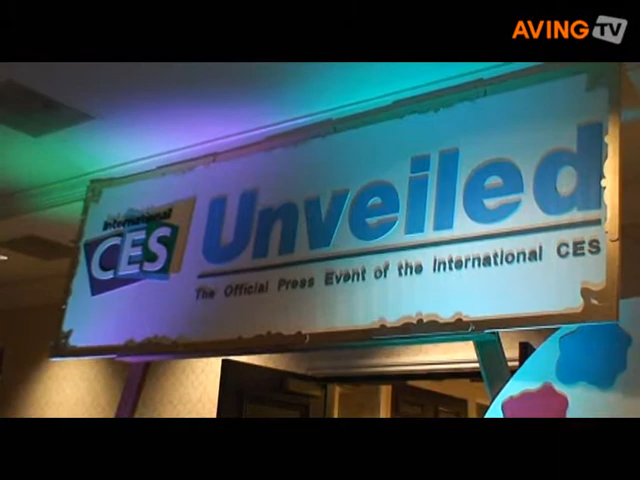 AVING TV
International
CES
Unveiled
The Official Press Event of the International CES